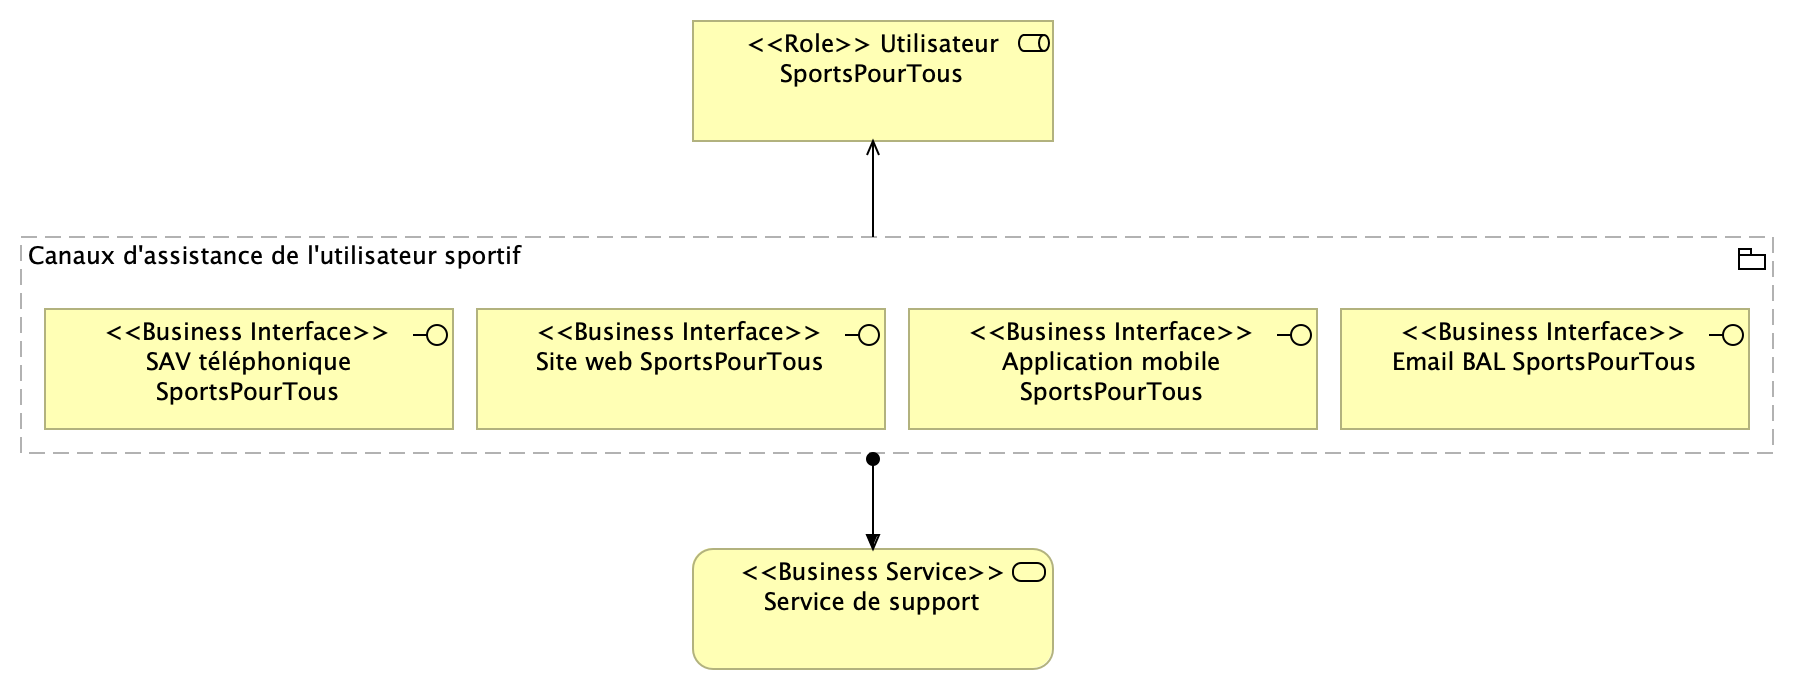 <<Role>> Utilisateur
SportsPourTous
Canaux d'assistance de l'utilisateur sportif
<<Business Interface>>
SAV téléphonique
SportsPourTous
<<Business Interface>>
Site web SportsPourTous
<<Business Interface>>
Application mobile
SportsPourTous
<<Business Interface>>
Email BAL SportsPourTous
<<Business Service>>
Service de support